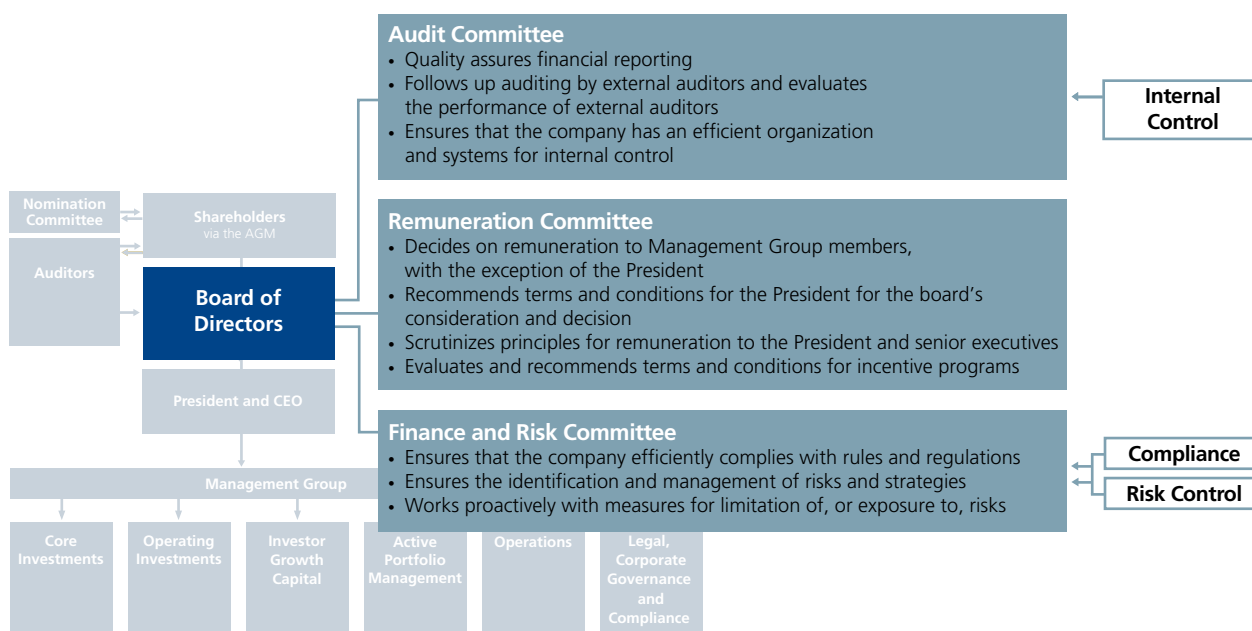 Audit Committee
• Quality assures financial reporting
• Follows up auditing by external auditors and evaluates
the performance of external auditors
• Ensures that the company has an efficient organization
and systems for internal control
Internal
Control
Nomination
Committee
Shareholders
via the AGM
Auditors
Board of
Directors
Remuneration Committee
• Decides on remuneration to Management Group members,
with the exception of the President
• Recommends terms and conditions for the President for the board's
consideration and decision
• Scrutinizes principles for remuneration to the President and senior executives
• Evaluates and recommends terms and conditions for incentive programs
President and CEO
Finance and Risk Committee
• Ensures that the company efficiently complies with rules and regulations
• Ensures the identification and management of risks and strategies
• Works proactively with measures for limitation of, or exposure to, risks
Compliance
Risk Control
Management Group
Core
Investments
Operating
Investments
Investor
Growth
Capital
Active
Portfolio
Management
Operations
Legal,
Corporate
Governance
and
Compliance